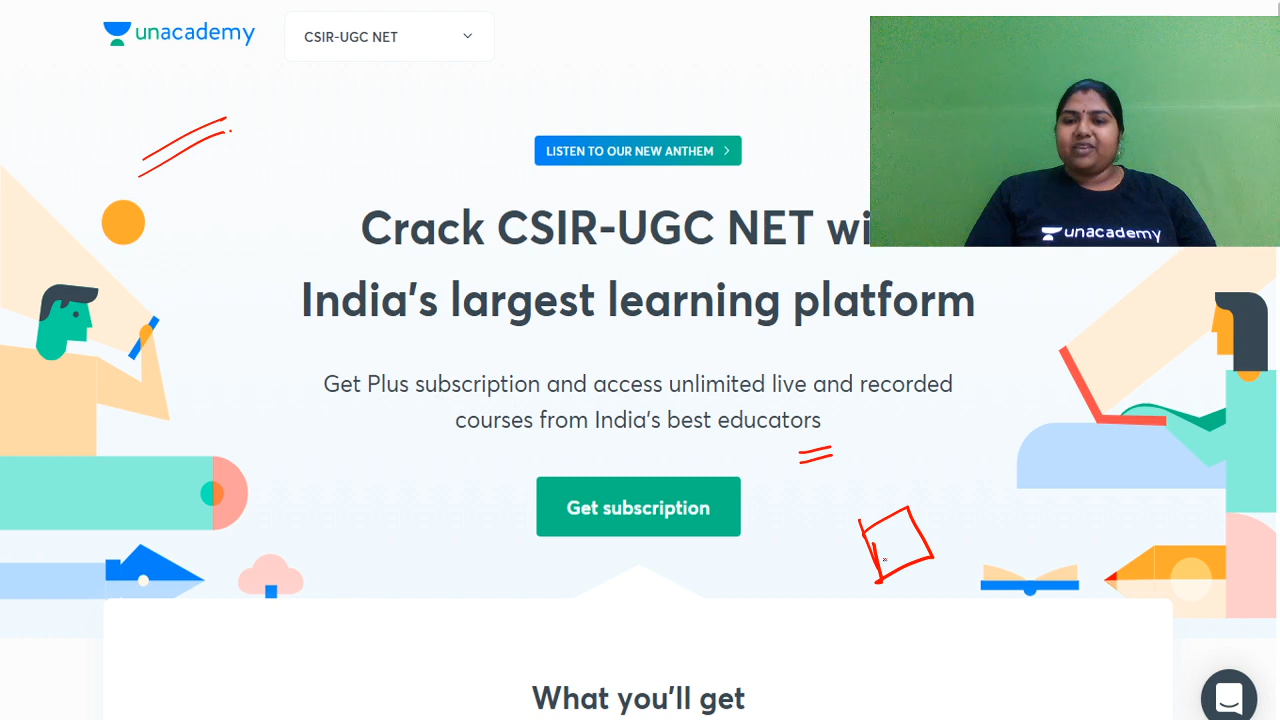 unacademy
CSIR-UGC NET
LISTEN TO OUR NEW ANTHEM
Crack CSIR-UGC NET wi
India's largest learning platform
Get Plus subscription and access unlimited live and recorded
courses from India's best educators
Get subscription
What you'll get
unacademy